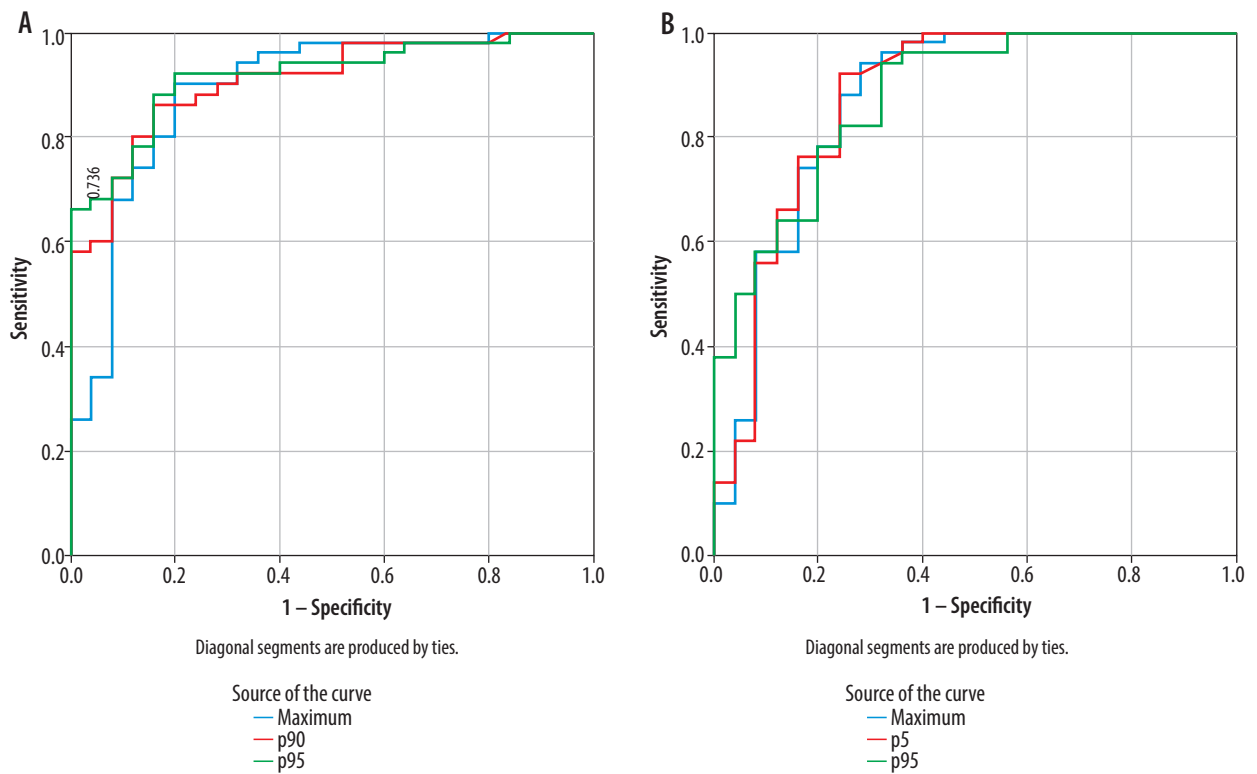 A
1.0
0.8
0.6
0.4
0.2
0.0
Sensitivity
0.736
0.0 0.2 0.4 0.6 0.8 1.0
1 – Specificity
Diagonal segments are produced by ties.
Source of the curve
Maximum
p90
p95
B
1.0
0.8
0.6
0.4
0.2
0.0
Sensitivity
0.0 0.2 0.4 0.6 0.8 1.0
1 – Specificity
Diagonal segments are produced by ties.
Source of the curve
Maximum
p5
p95